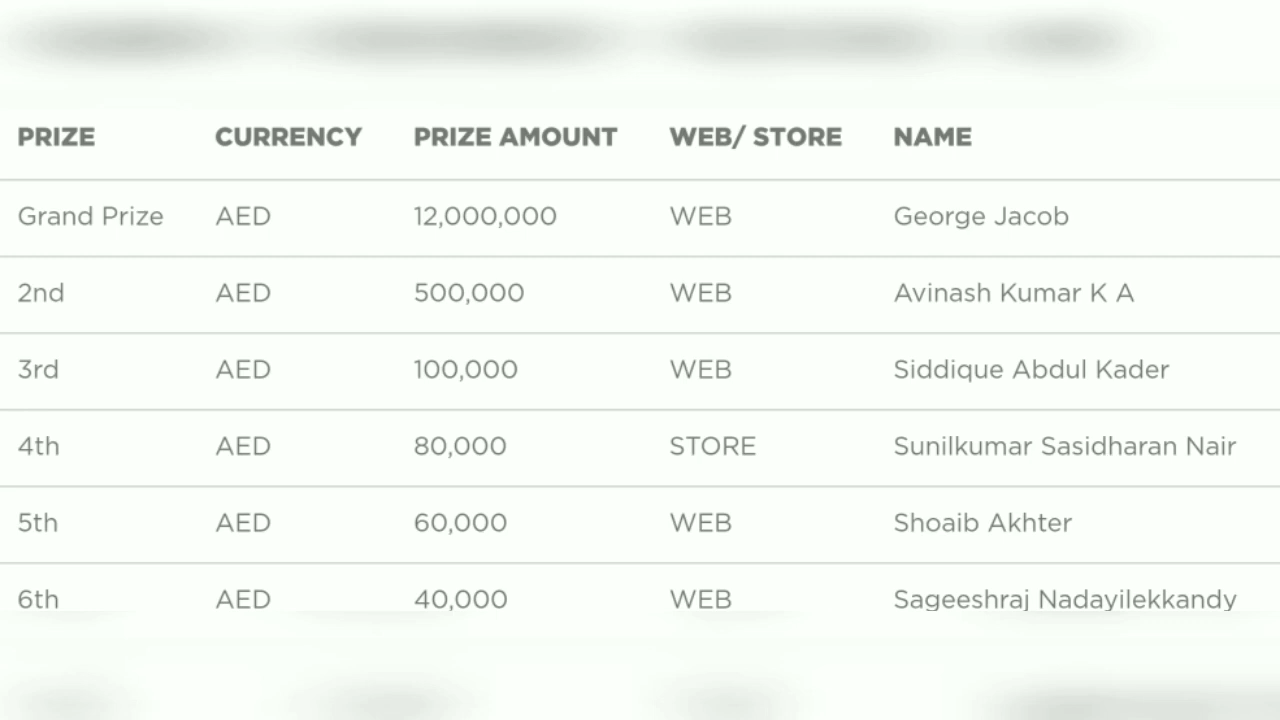 PRIZE CURRENCY PRIZE AMOUNT WEB/ STORE NAME
Grand Prize AED 12,000,000 WEB George Jacob
2nd AED 500,000 WEB Avinash Kumar K A
3rd AED 100,000 WEB Siddique Abdul Kader
4th AED 80,000 STORE Sunilkumar Sasidharan Nair
5th AED 60,000 WEB Shoaib Akhter
6th AED 40,000 WEB Sageeshraj Nadayilekkandy